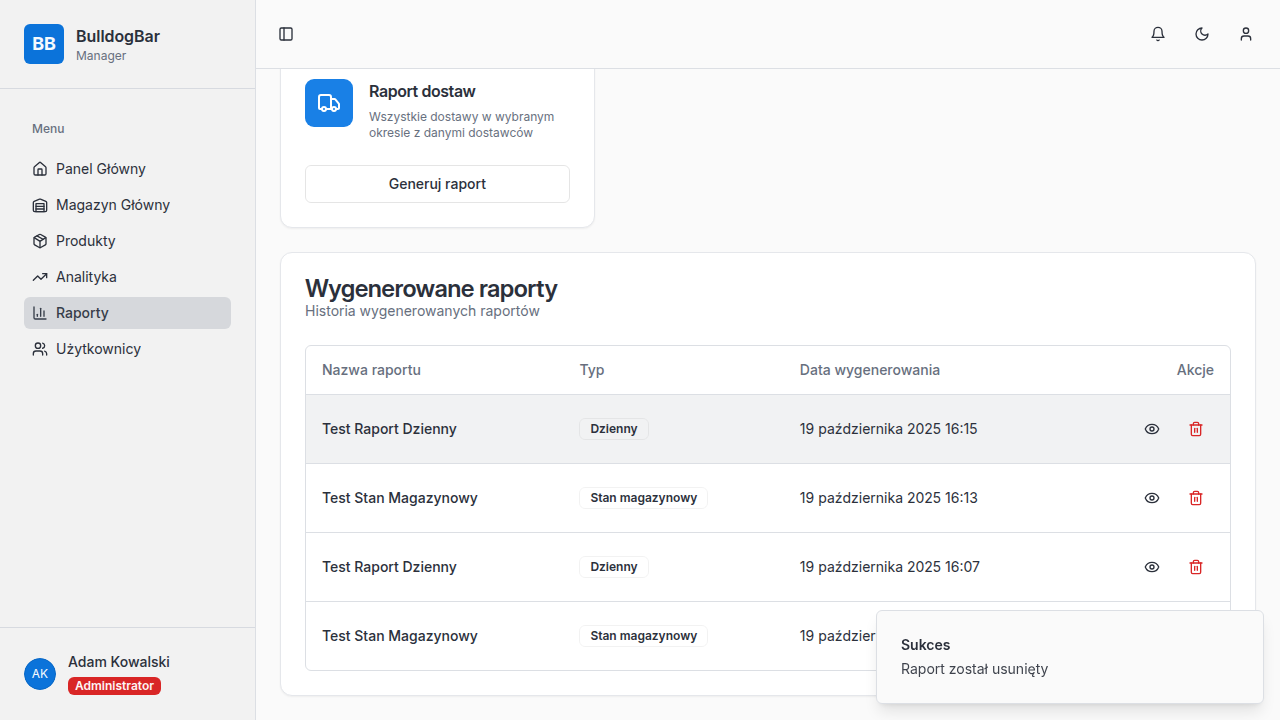 BB
BulldogBar
Manager
Menu
Panel Główny
Magazyn Główny
Produkty
Analityka
Raporty
Użytkownicy
AK
Adam Kowalski
Administrator
Raport dostaw
Wszystkie dostawy w wybranym
okresie z danymi dostawców
Generuj raport
Wygenerowane raporty
Historia wygenerowanych raportów
Nazwa raportu Typ Data wygenerowania Akcje
Test Raport Dzienny Dzienny 19 października 2025 16:15
Test Stan Magazynowy Stan magazynowy 19 października 2025 16:13
Test Raport Dzienny Dzienny 19 października 2025 16:07
Test Stan Magazynowy Stan magazynowy 19
Sukces
Raport został usunięty